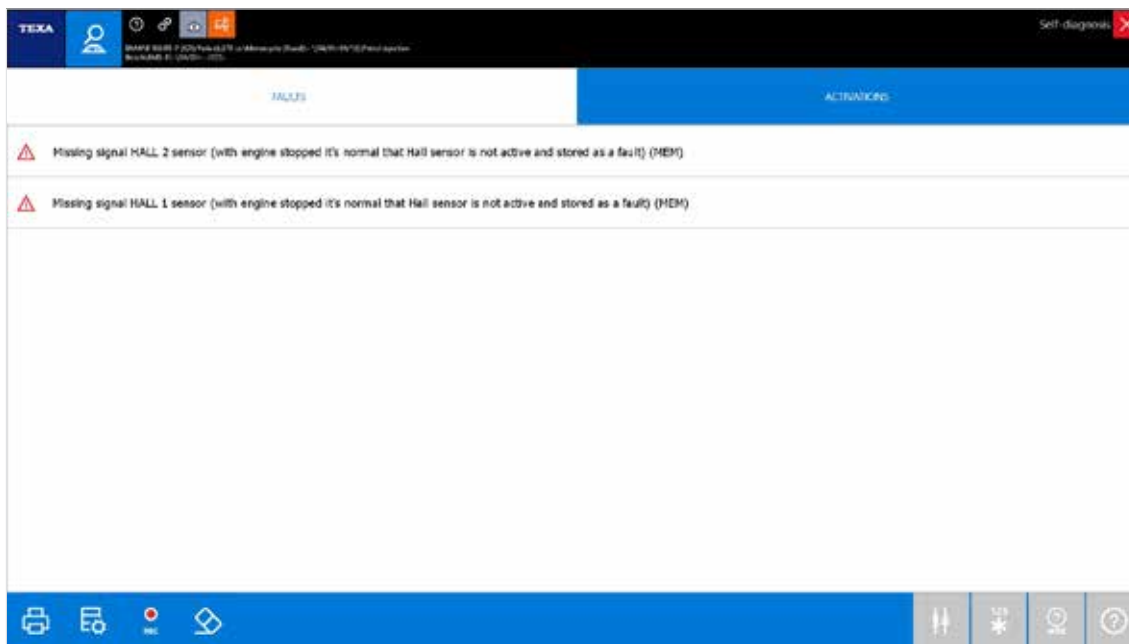 TEXA
Self-diagnosis
FAULTS
ACTIVATIONS
Missing signal HALL 2 sensor (with engine stopped it's normal that Hall sensor is not active and stored as a fault) (MEM)
Missing signal HALL 1 sensor (with engine stopped it's normal that Hall sensor is not active and stored as a fault) (MEM)
REC